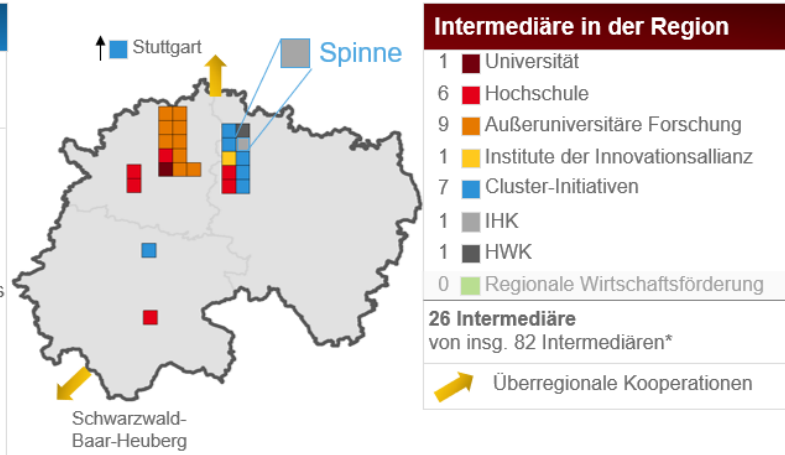 Stuttgart
Spinne
Schwarzwald-
Baar-Heuberg
s
Intermediäre in der Region
1 Universität
6 Hochschule
9 Außeruniversitäre Forschung
1 Institute der Innovationsallianz
7 Cluster-Initiativen
1 IHK
1 HWK
0 Regionale Wirtschaftsförderung
26 Intermediäre
von insg. 82 Intermediären*
Überregionale Kooperationen